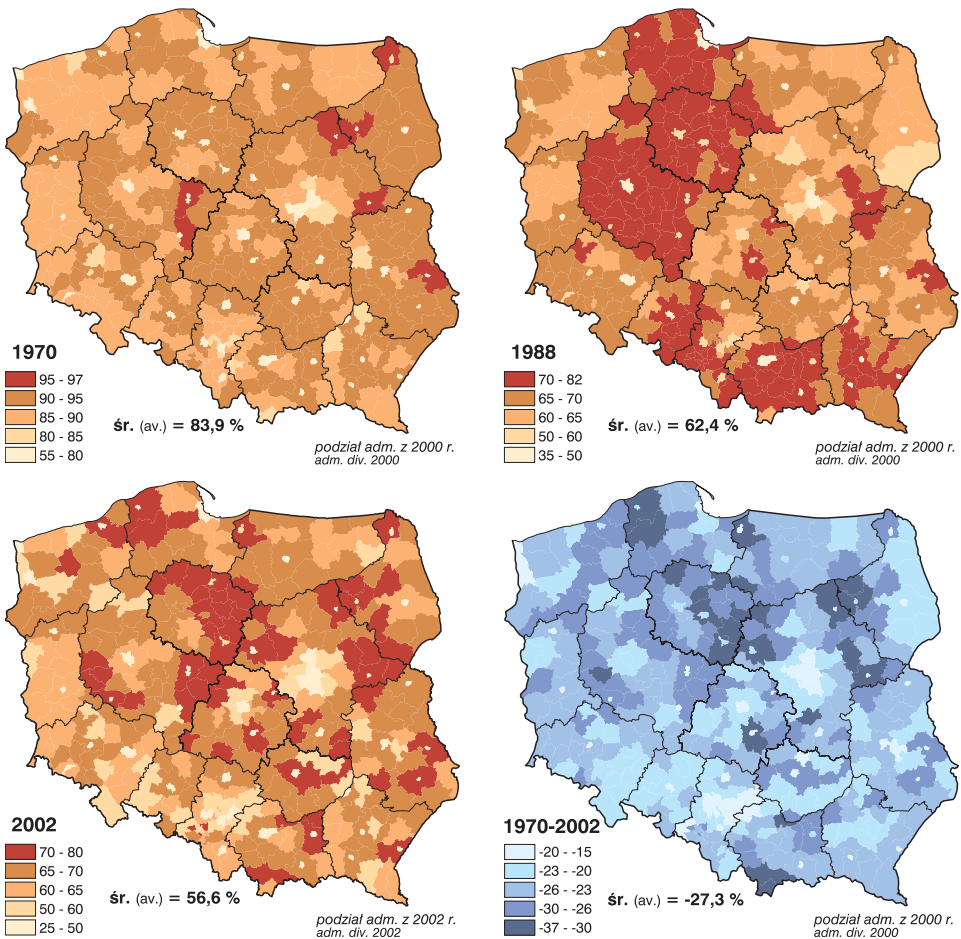 1970
95 - 97
90 - 95
85 - 90
80 - 85
55 - 80
śr. (av.) = 83,9 %
podział adm. z 2000 r.
adm. div. 2000
1988
70 - 82
65 - 70
60 - 65
50 - 60
35 - 50
śr. (av.) = 62,4 %
podział adm. z 2000 r.
adm. div. 2000
2002
70 - 80
65 - 70
60 - 65
50 - 60
25 - 50
śr. (av.) = 56,6 %
podział adm. z 2002 r.
adm. div. 2002
1970-2002
-20 - -15
-23 - -20
-26 - -23
-30 - -26
-37 - -30
śr. (av.) = -27,3 %
podział adm. z 2000 r.
adm. div. 2000